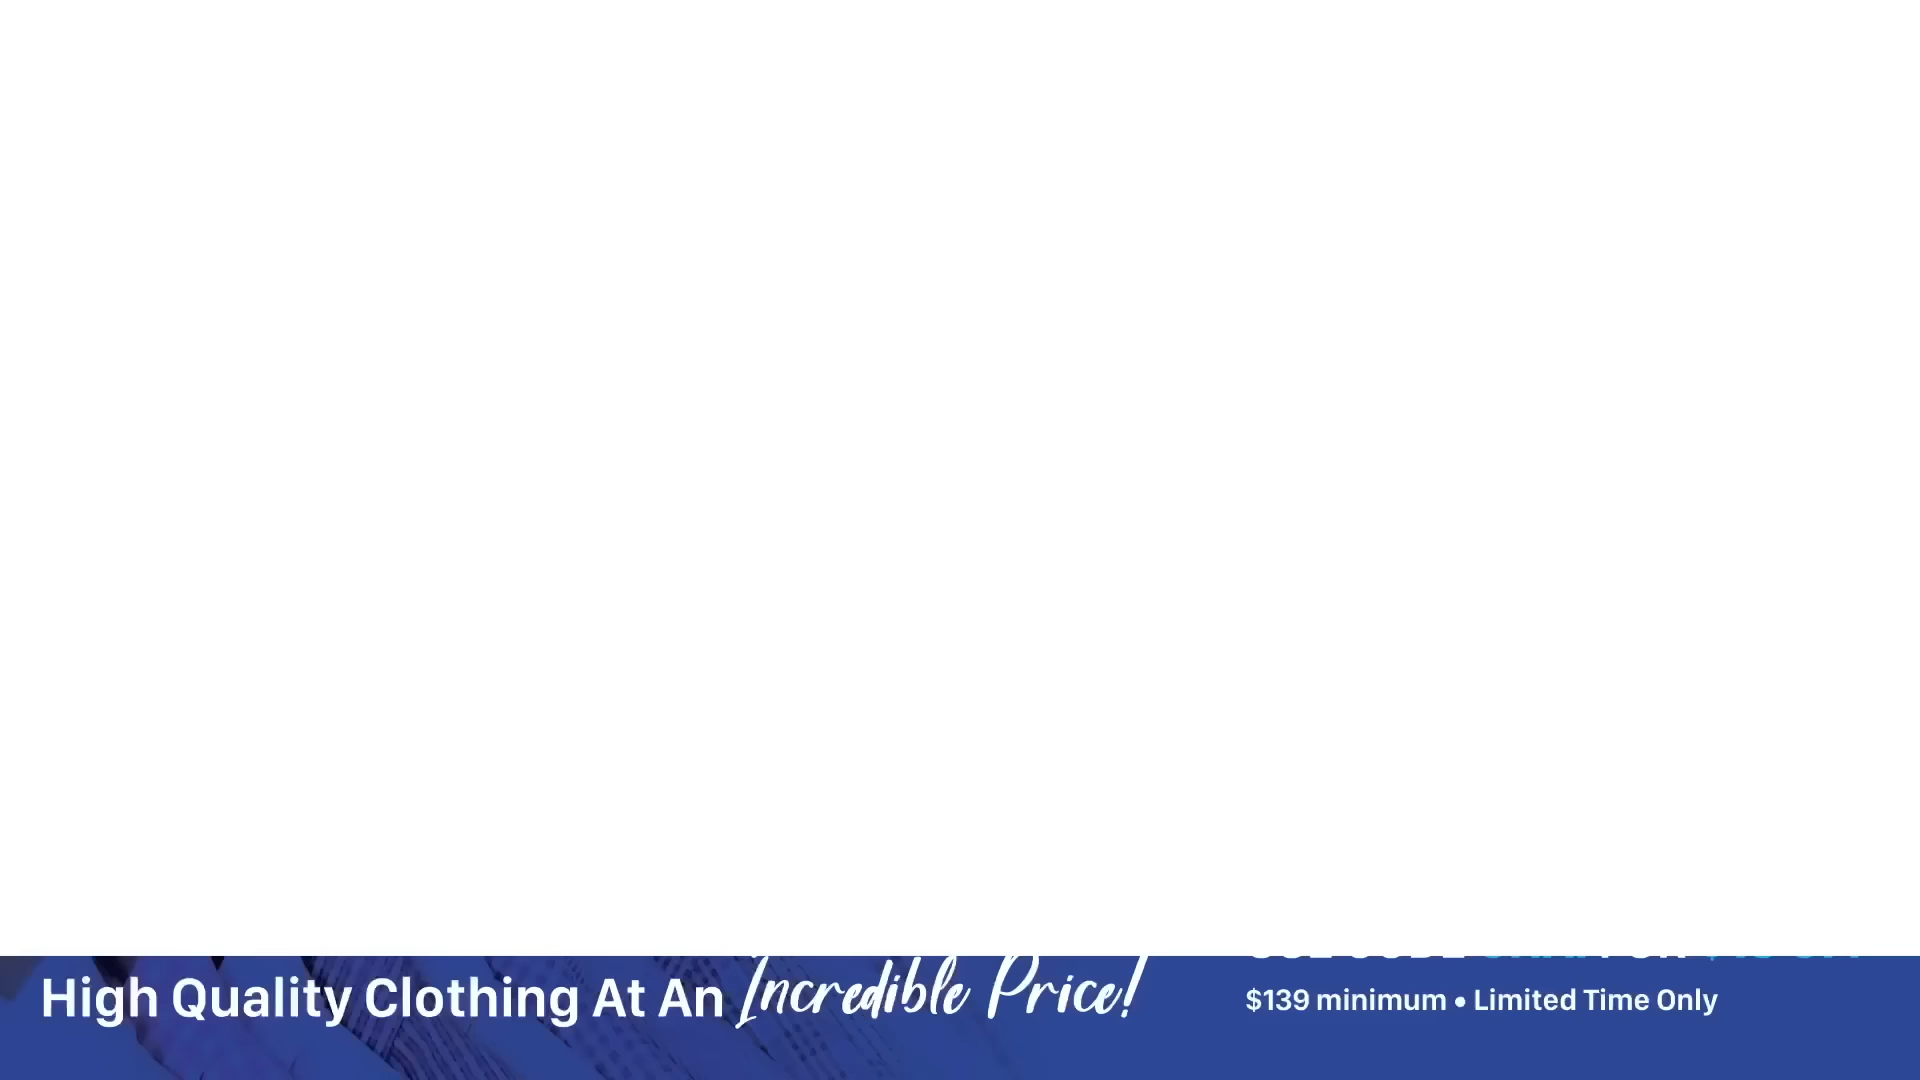 High Quality Clothing At An Incredible Price!
$139 minimum • Limited Time Only